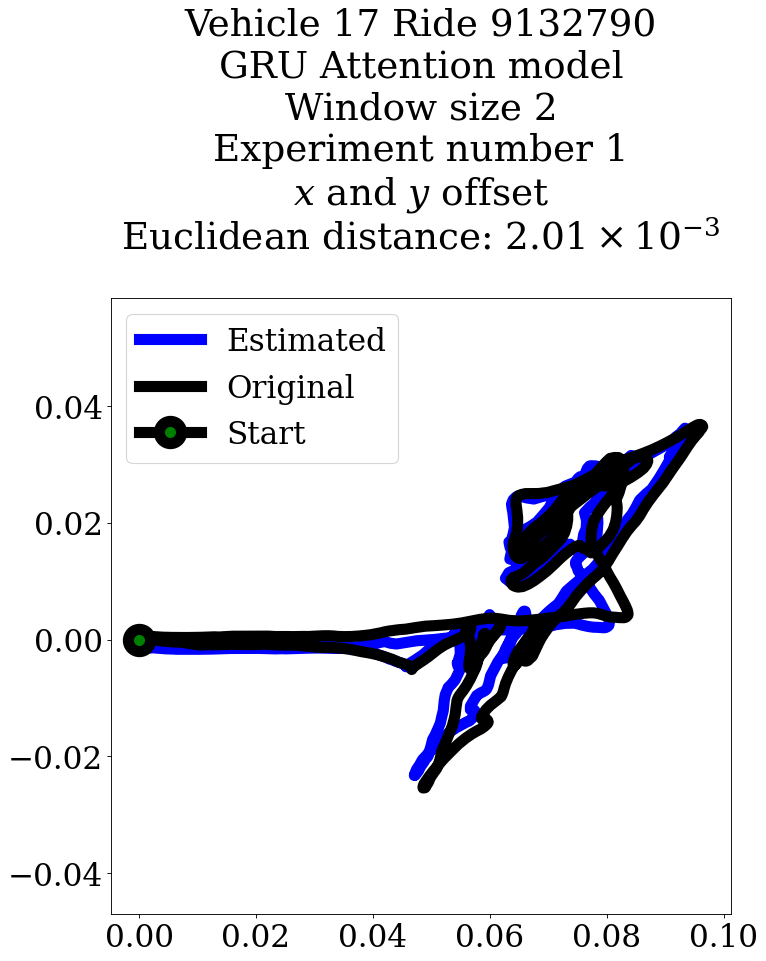 Vehicle 17 Ride 9132790
GRU Attention model
Window size 2
Experiment number 1
x and y offset
Euclidean distance: 2.01 × 10⁻³
Estimated
Original
Start
0.04
0.02
0.00
−0.02
−0.04
0.00 0.02 0.04 0.06 0.08 0.10